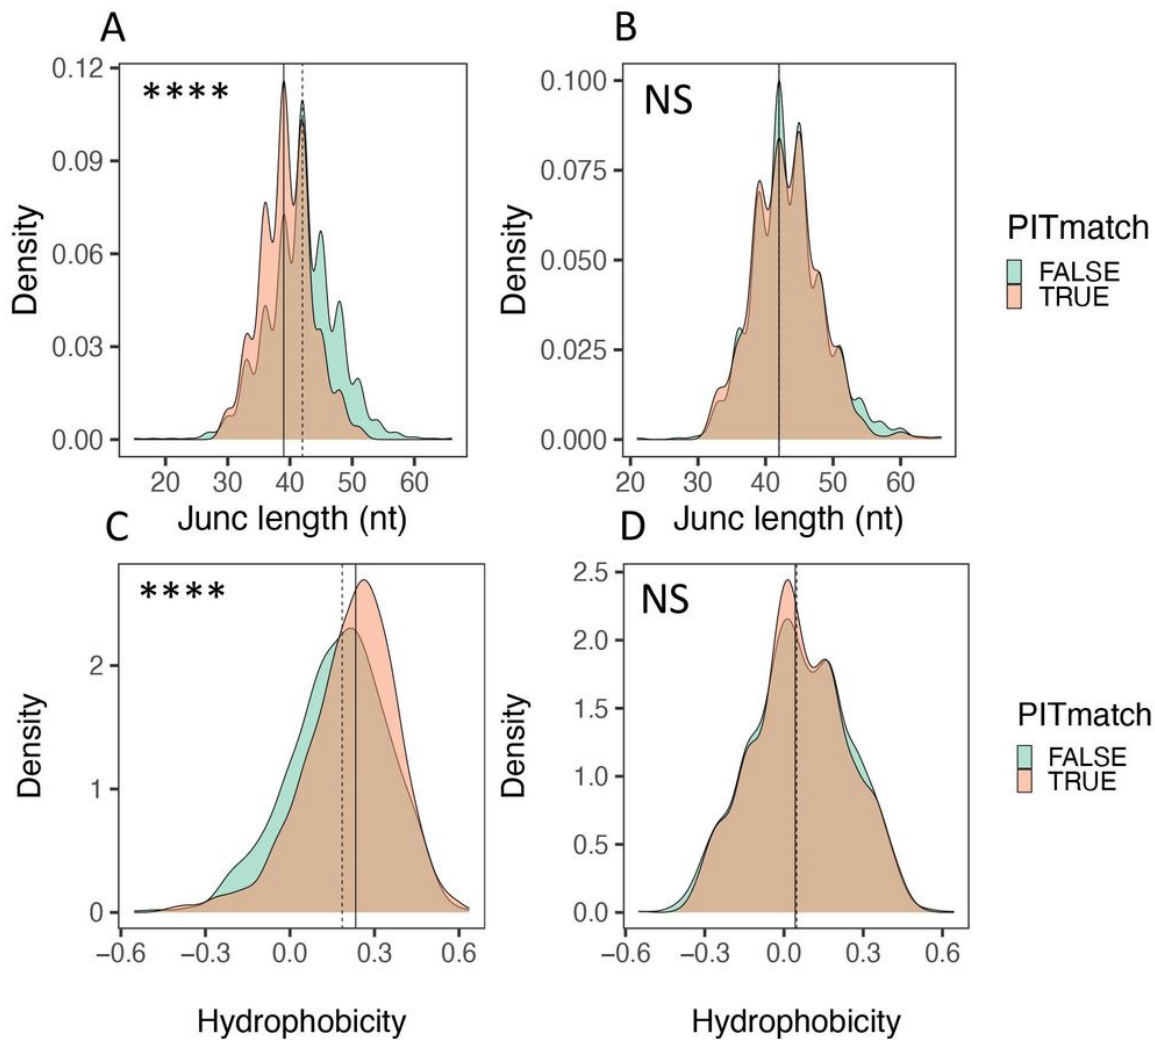 A
B
0.12
0.09
0.06
0.03
0.00
Density
****
20 30 40 50 60
Junc length (nt)
0.100
0.075
0.050
0.025
0.000
Density
NS
20 30 40 50 60
Junc length (nt)
PITmatch
FALSE
TRUE
C
D
2
1
0
Density
****
−0.6 −0.3 0.0 0.3 0.6
Hydrophobicity
2.5
2.0
1.5
1.0
0.5
0.0
Density
NS
−0.6 −0.3 0.0 0.3 0.6
Hydrophobicity
PITmatch
FALSE
TRUE